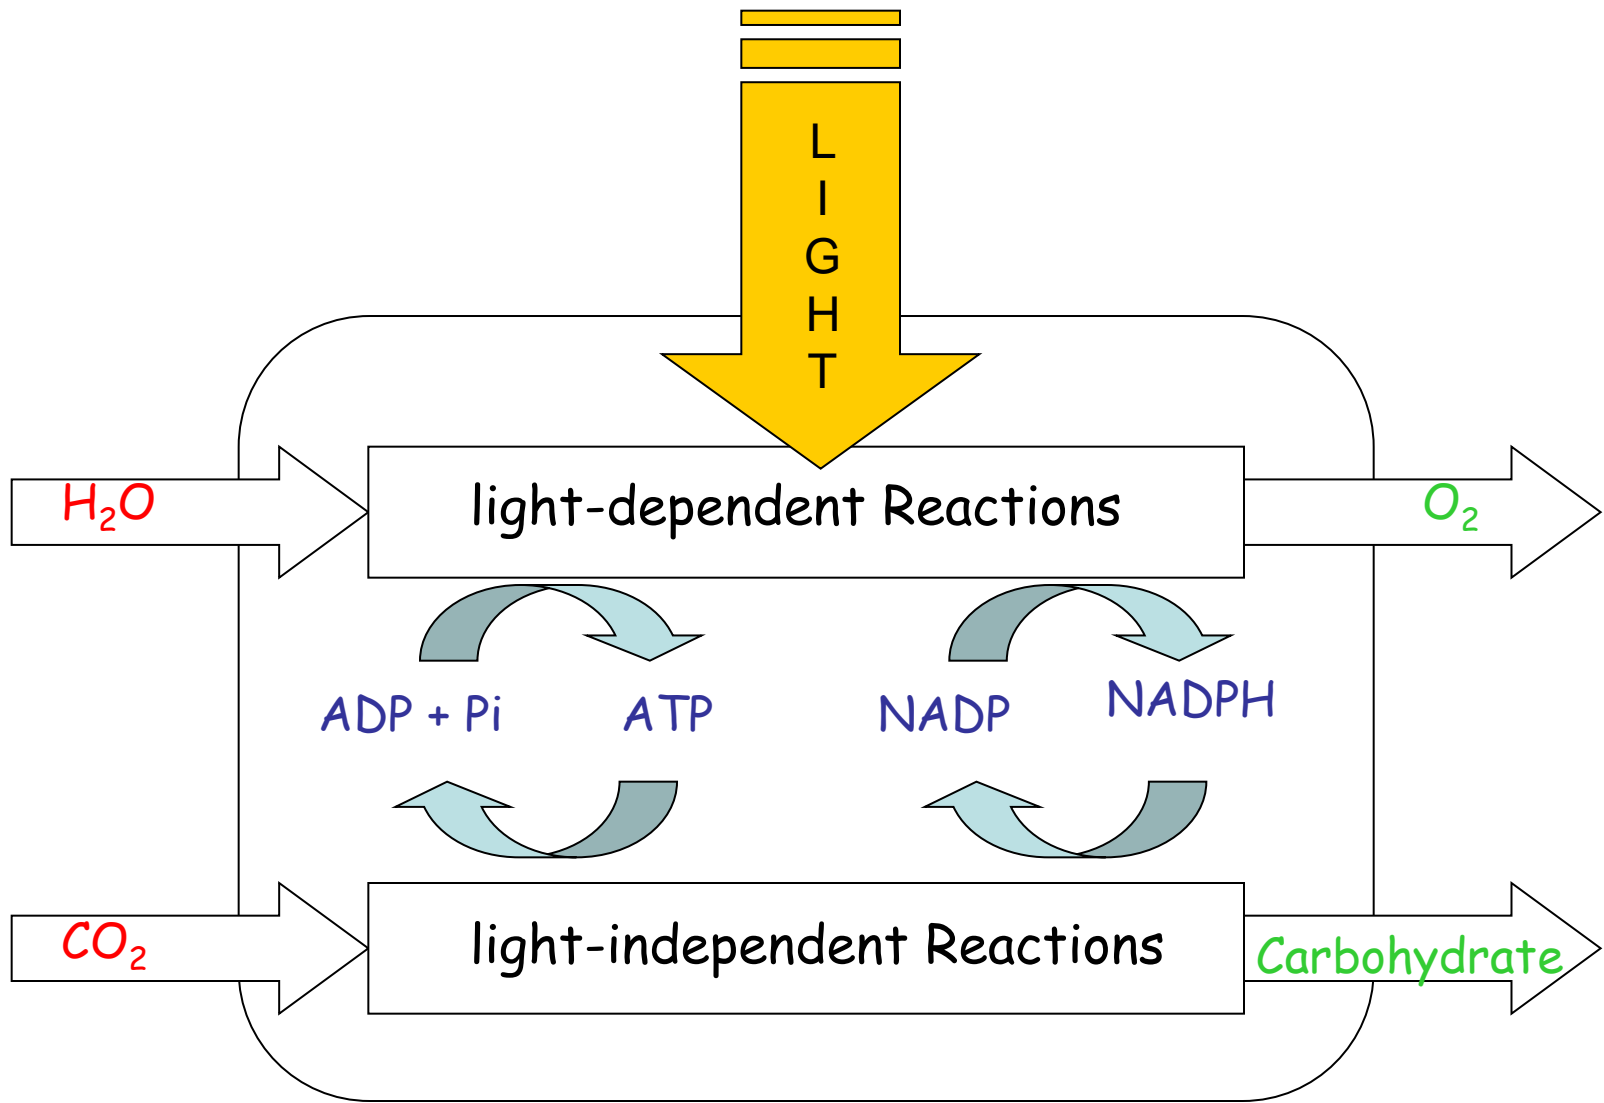 L
I
G
H
T
H₂O
light-dependent Reactions
O₂
ADP + Pi
ATP
NADP
NADPH
CO₂
light-independent Reactions
Carbohydrate